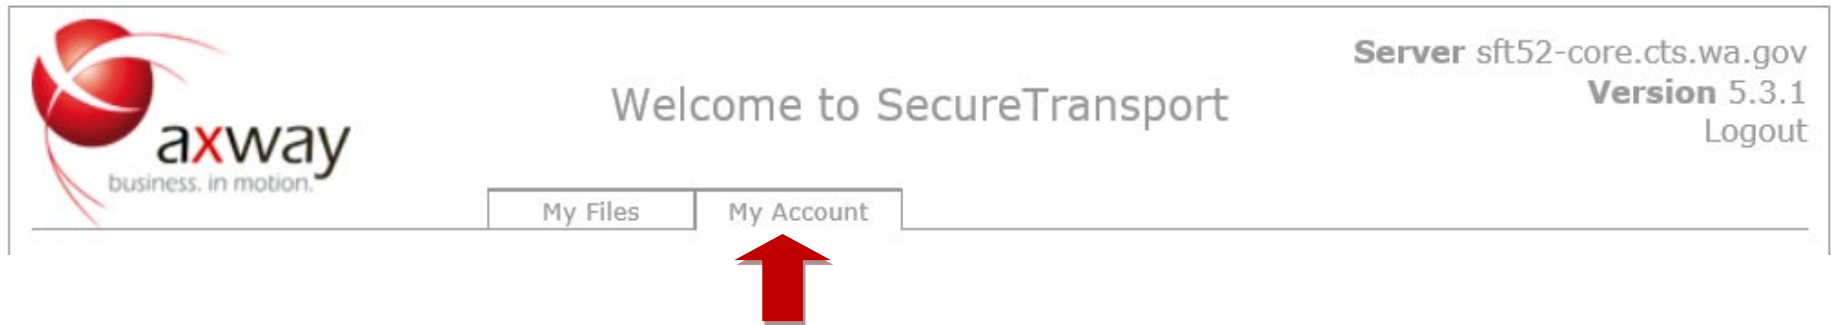 axway
business. in motion.
Welcome to SecureTransport
Server sft52-core.cts.wa.gov
Version 5.3.1
Logout
My Files
My Account